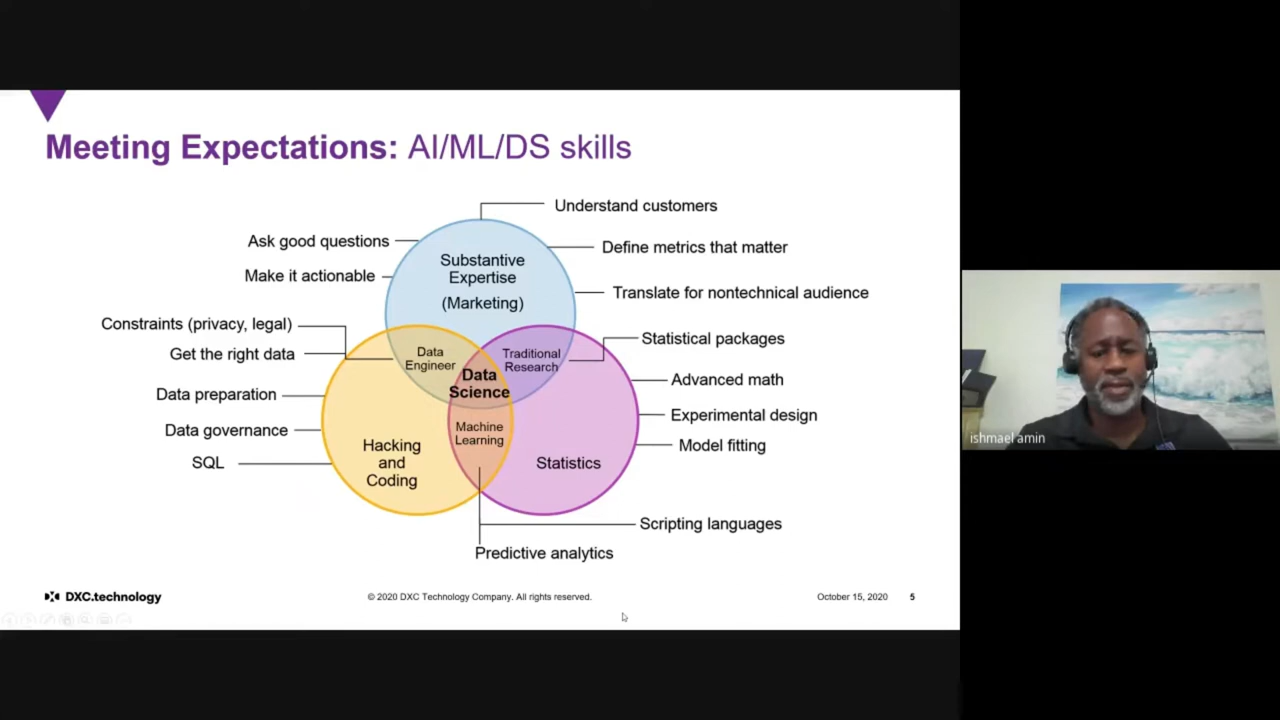 Meeting Expectations: AI/ML/DS skills
Understand customers
Ask good questions
Define metrics that matter
Substantive
Expertise
(Marketing)
Make it actionable
Translate for nontechnical audience
Constraints (privacy, legal)
Statistical packages
Get the right data
Data
Engineer
Traditional
Research
Data
Science
Advanced math
Data preparation
Experimental design
Data governance
Machine
Learning
Model fitting
Hacking
and
Coding
SQL
Statistics
Scripting languages
Predictive analytics
DXC.technology
© 2020 DXC Technology Company. All rights reserved.
October 15, 2020
5
ishmael amin